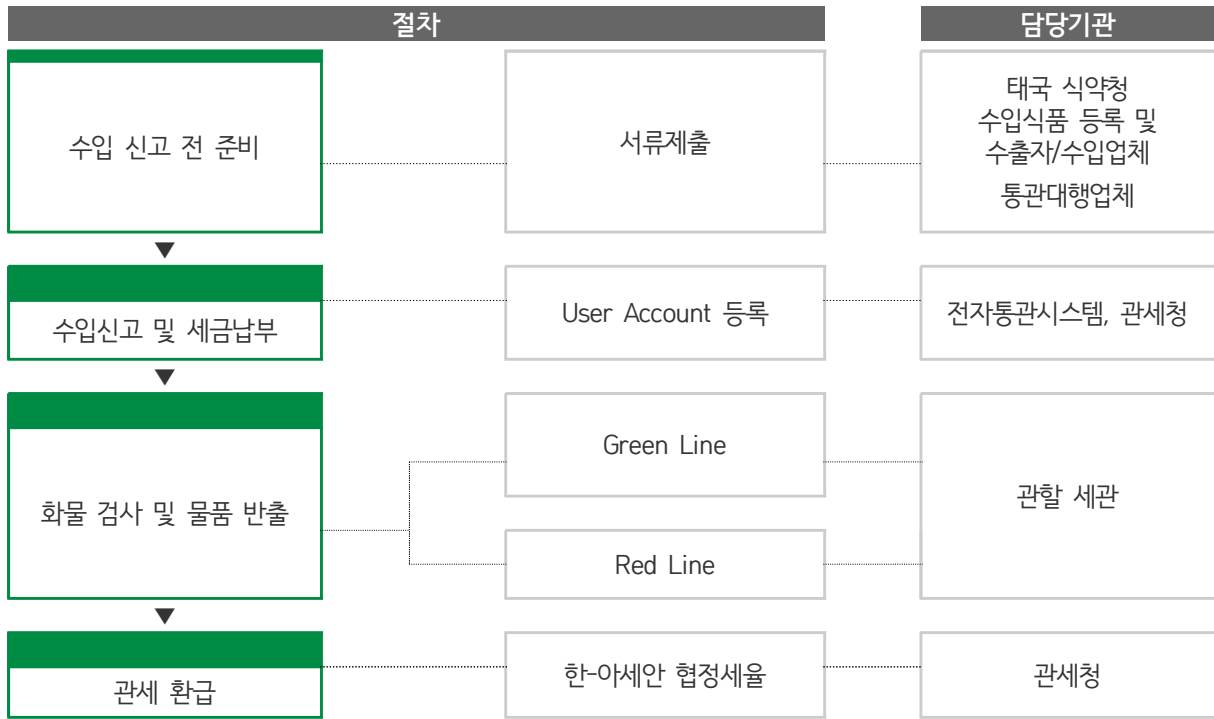 절차
담당기관
수입 신고 전 준비
서류제출
태국 식약청
수입식품 등록 및
수출자/수입업체
통관대행업체
▼
수입신고 및 세금납부
User Account 등록
전자통관시스템, 관세청
▼
화물 검사 및 물품 반출
Green Line
Red Line
관할 세관
▼
관세 환급
한-아세안 협정세율
관세청